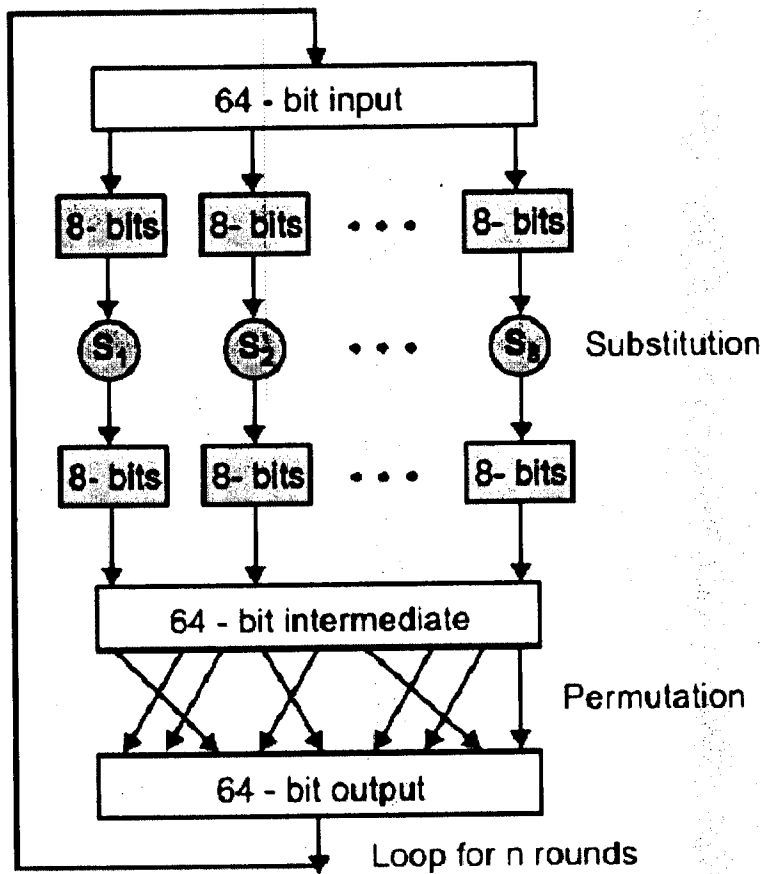 64 - bit input
8- bits 8- bits • • • 8- bits
S1 S2 • • • S8 Substitution
8- bits 8- bits • • • 8- bits
64 - bit intermediate
Permutation
64 - bit output
Loop for n rounds